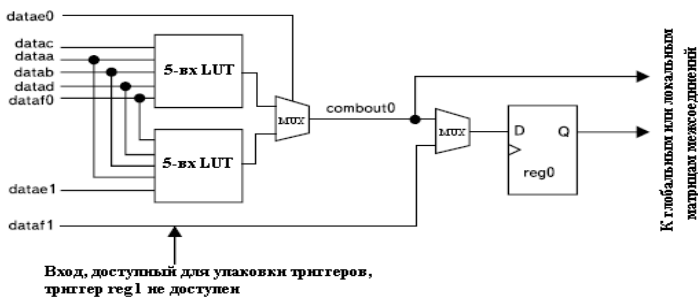 datae0
datac
dataa
datab
datad
dataf0
5-вх LUT
5-вх LUT
MUX
combout0
MUX
D Q
reg0
datae1
dataf1
Вход, доступный для упаковки триггеров,
триггер reg1 не доступен
К глобальным или локальным
матрицам межсоединений